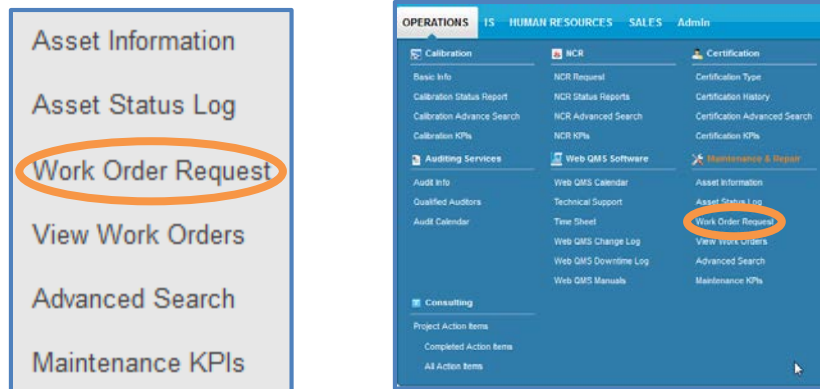 Asset Information
Asset Status Log
Work Order Request
View Work Orders
Advanced Search
Maintenance KPIs
OPERATIONS IS HUMAN RESOURCES SALES Admin
Calibration
Basic Info
Calibration Status Report
Calibration Advance Search
Calibration KPIs
NCR
NCR Request
NCR Status Reports
NCR Advanced Search
NCR KPIs
Certification
Certification Type
Certification History
Certification Advanced Search
Certification KPIs
Auditing Services
Audit Info
Qualified Auditors
Audit Calendar
Web QMS Software
Web QMS Calendar
Technical Support
Time Sheet
Web QMS Change Log
Web QMS Downtime Log
Web QMS Manuals
Maintenance & Repair
Asset Information
Asset Status Log
Work Order Request
View Work Orders
Advanced Search
Maintenance KPIs
Consulting
Project Action Items
Completed Action Items
All Action Items